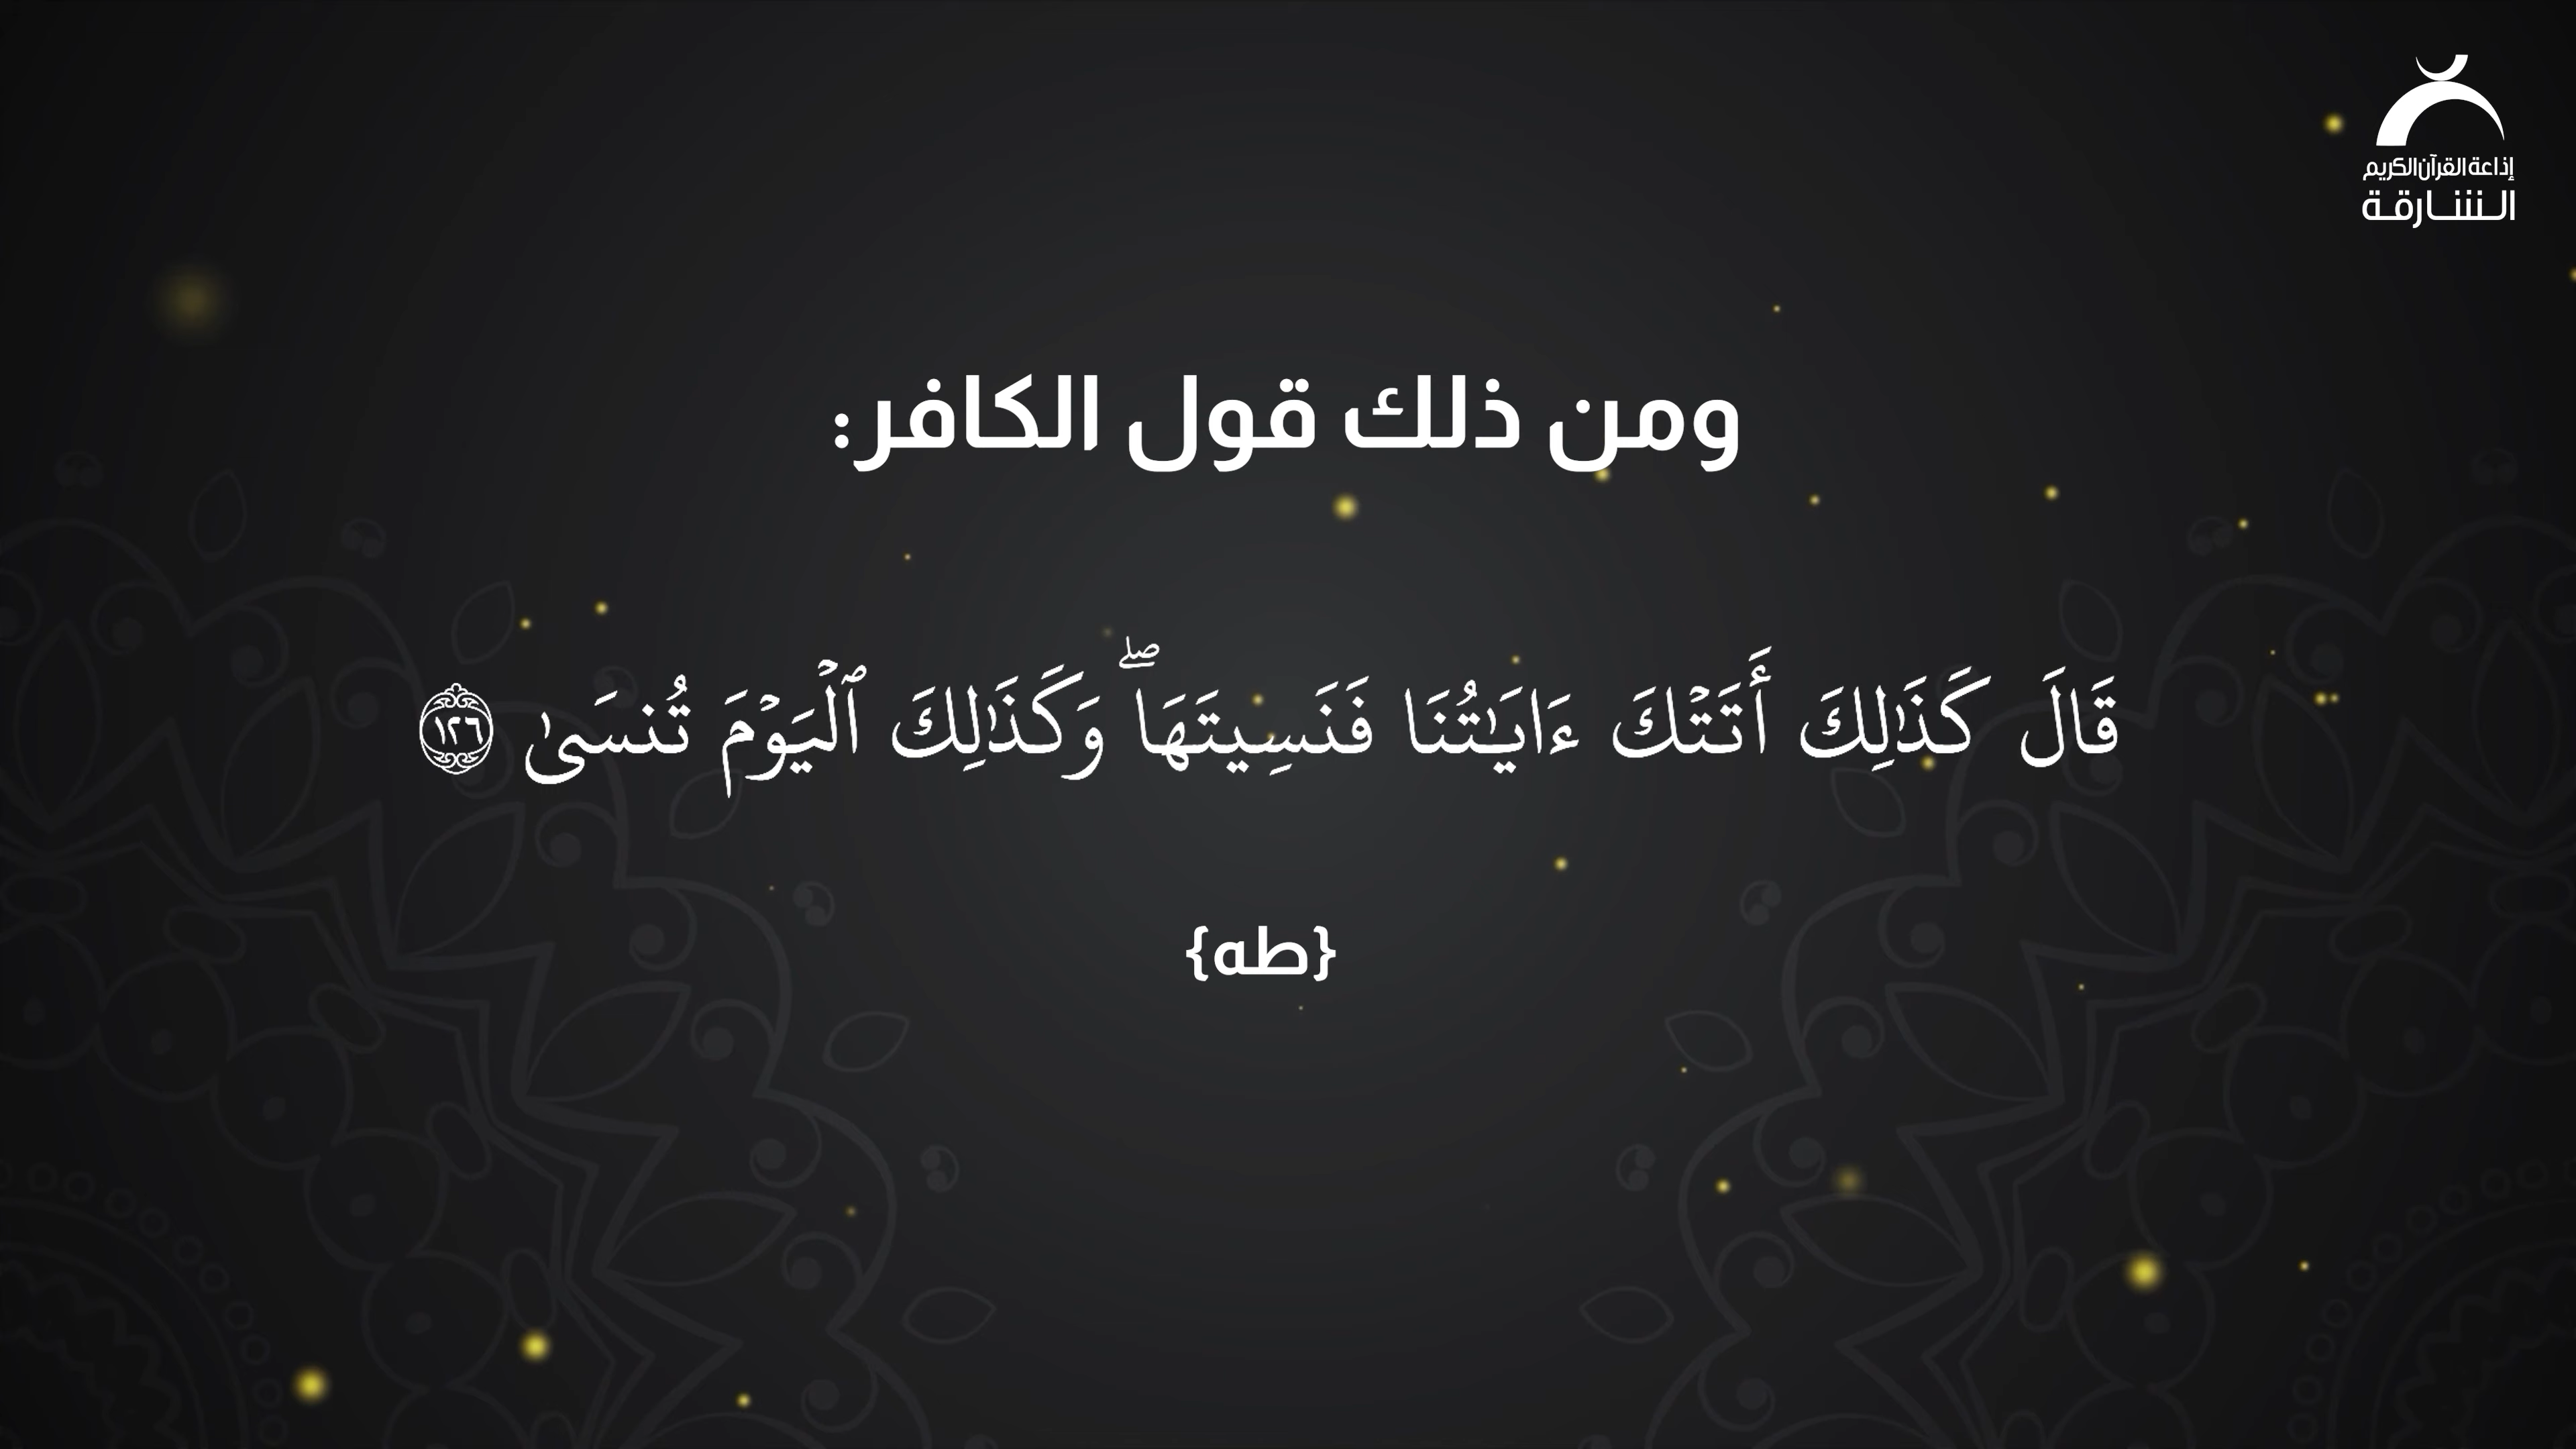 إذاعة القرآن الكريم
الشارقة
ومن ذلك قول الكافر:
قَالَ كَذَٰلِكَ أَتَتۡكَ ءَايَٰتُنَا فَنَسِيتَهَاۖ وَكَذَٰلِكَ ٱلۡيَوۡمَ تُنسَىٰ ١٢٦
{طه}